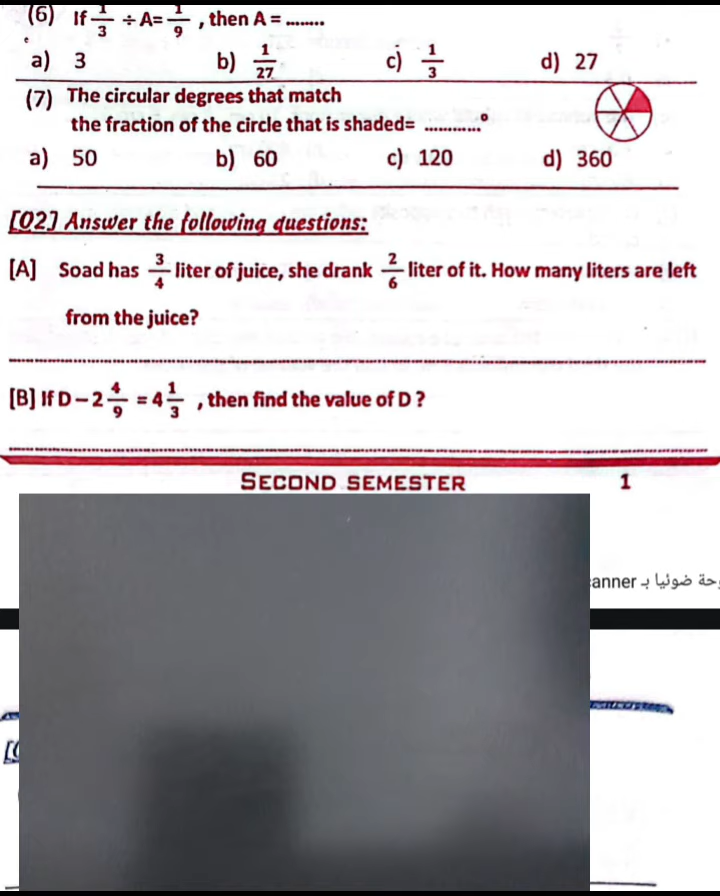 (6) If 1/3 ÷ A= 1/9 , then A = ........
a) 3 b) 1/27 c) 1/3 d) 27
(7) The circular degrees that match
the fraction of the circle that is shaded= .............°
a) 50 b) 60 c) 120 d) 360
[Q2] Answer the following questions:
[A] Soad has 3/4 liter of juice, she drank 2/6 liter of it. How many liters are left
from the juice?
[B] If D – 2 4/9 = 4 1/3 , then find the value of D ?
SECOND SEMESTER 1
وحة ضوئيا بـ canner